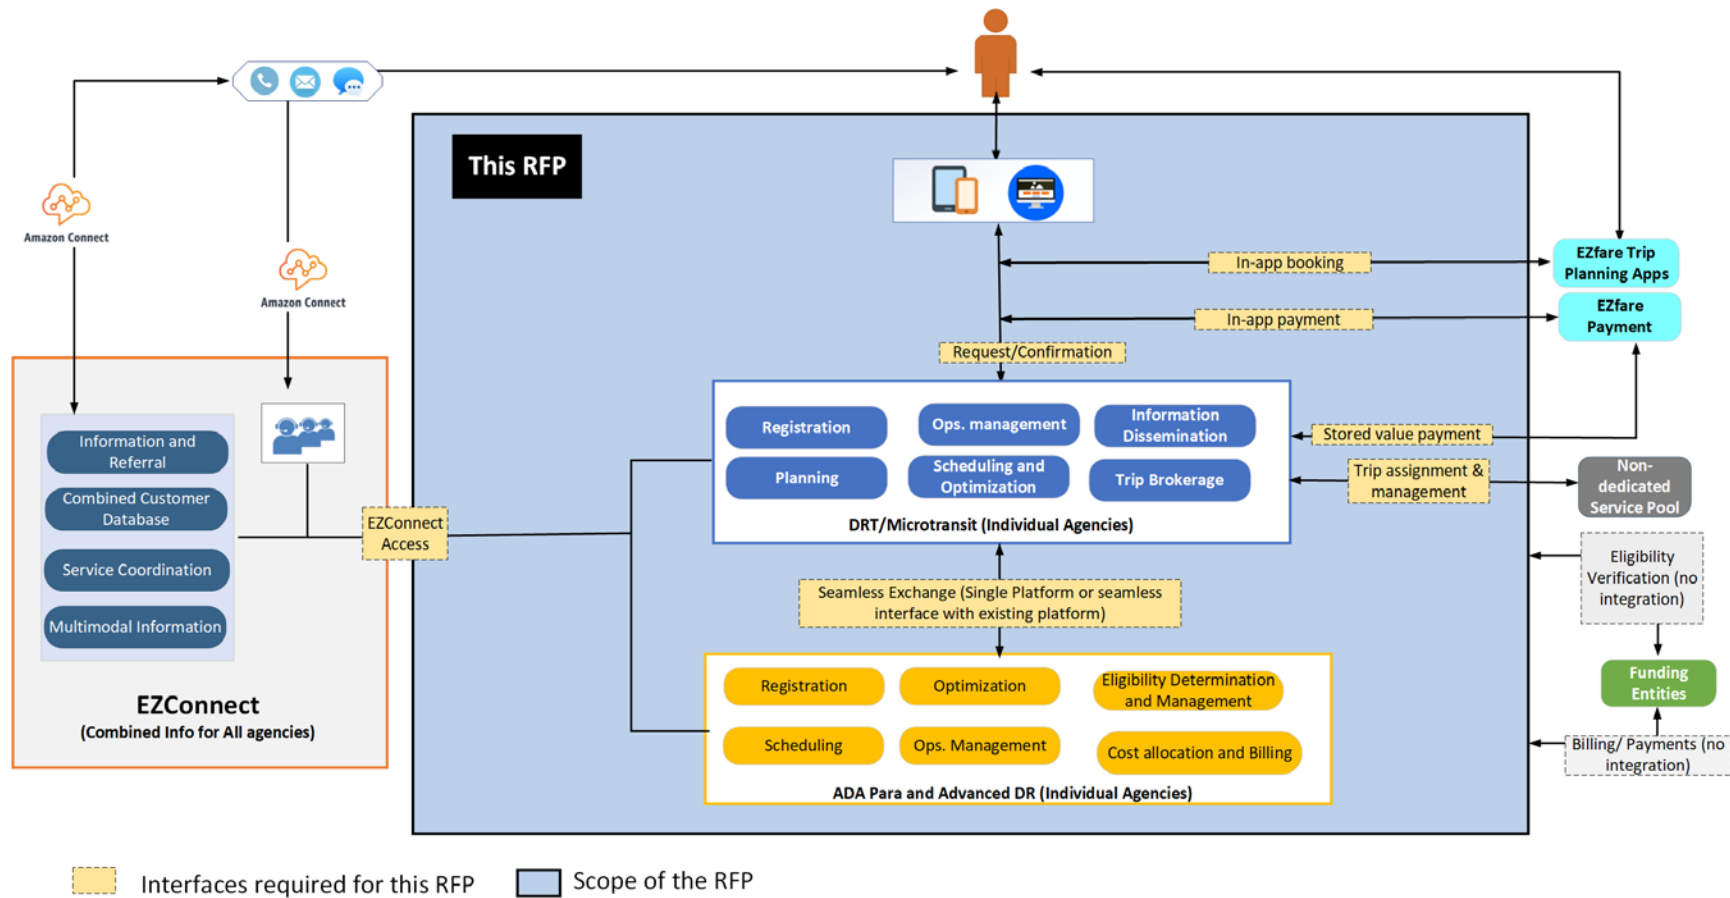 This RFP
Amazon Connect
Amazon Connect
EZfare Trip
Planning Apps
In-app booking
EZfare
Payment
In-app payment
Request/Confirmation
Registration
Ops. management
Information
Dissemination
Planning
Scheduling and
Optimization
Trip Brokerage
DRT/Microtransit (Individual Agencies)
Stored value payment
Trip assignment &
management
Non-
dedicated
Service Pool
Information and
Referral
Combined Customer
Database
Service Coordination
Multimodal Information
EZConnect
(Combined Info for All agencies)
EZConnect
Access
Seamless Exchange (Single Platform or seamless
interface with existing platform)
Eligibility
Verification (no
integration)
Funding
Entities
Registration
Optimization
Eligibility Determination
and Management
Scheduling
Ops. Management
Cost allocation and Billing
ADA Para and Advanced DR (Individual Agencies)
Billing/ Payments (no
integration)
Interfaces required for this RFP
Scope of the RFP